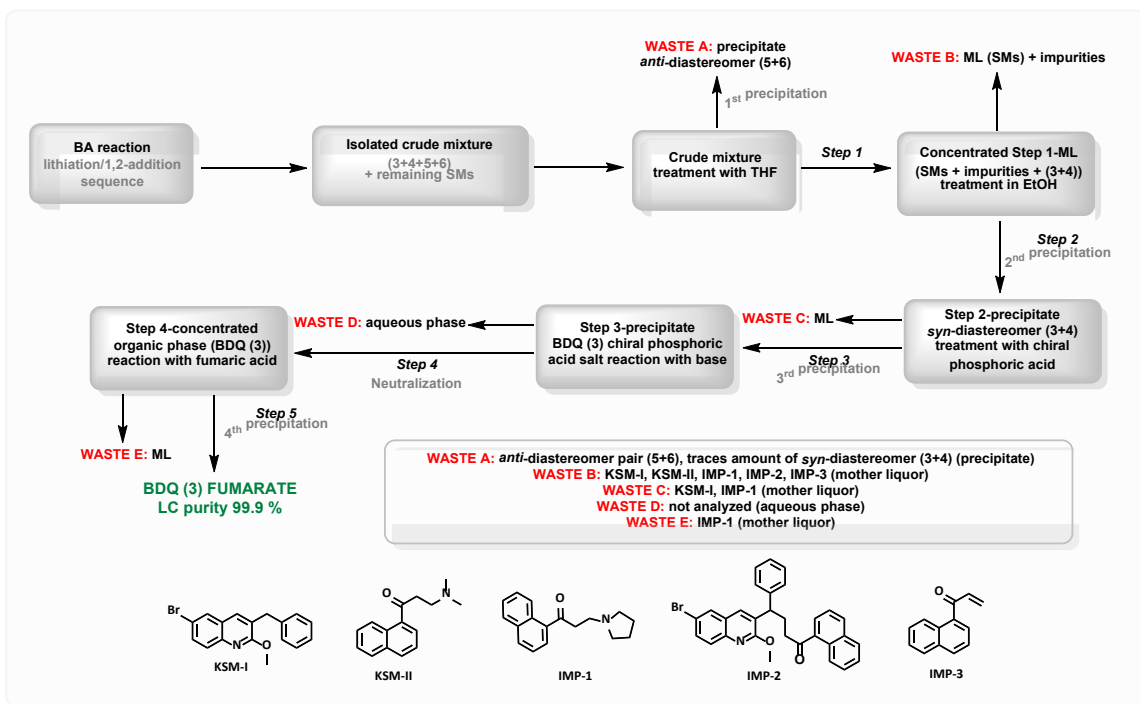 WASTE A: precipitate
anti-diastereomer (5+6)
WASTE B: ML (SMs) + impurities
1st precipitation
BA reaction
lithiation/1,2-addition
sequence
Isolated crude mixture
(3+4+5+6)
+ remaining SMs
Crude mixture
treatment with THF
Step 1
Concentrated Step 1-ML
(SMs + impurities + (3+4))
treatment in EtOH
Step 2
2nd precipitation
Step 4-concentrated
organic phase (BDQ (3))
reaction with fumaric acid
WASTE D: aqueous phase
Step 4
Neutralization
Step 3-precipitate
BDQ (3) chiral phosphoric
acid salt reaction with base
WASTE C: ML
Step 3
3rd precipitation
Step 2-precipitate
syn-diastereomer (3+4)
treatment with chiral
phosphoric acid
Step 5
4th precipitation
WASTE E: ML
BDQ (3) FUMARATE
LC purity 99.9 %
WASTE A: anti-diastereomer pair (5+6), traces amount of syn-diastereomer (3+4) (precipitate)
WASTE B: KSM-I, KSM-II, IMP-1, IMP-2, IMP-3 (mother liquor)
WASTE C: KSM-I, IMP-1 (mother liquor)
WASTE D: not analyzed (aqueous phase)
WASTE E: IMP-1 (mother liquor)
Br
N
O
KSM-I
O
N
KSM-II
O
N
IMP-1
Br
N
O
O
IMP-2
O
IMP-3